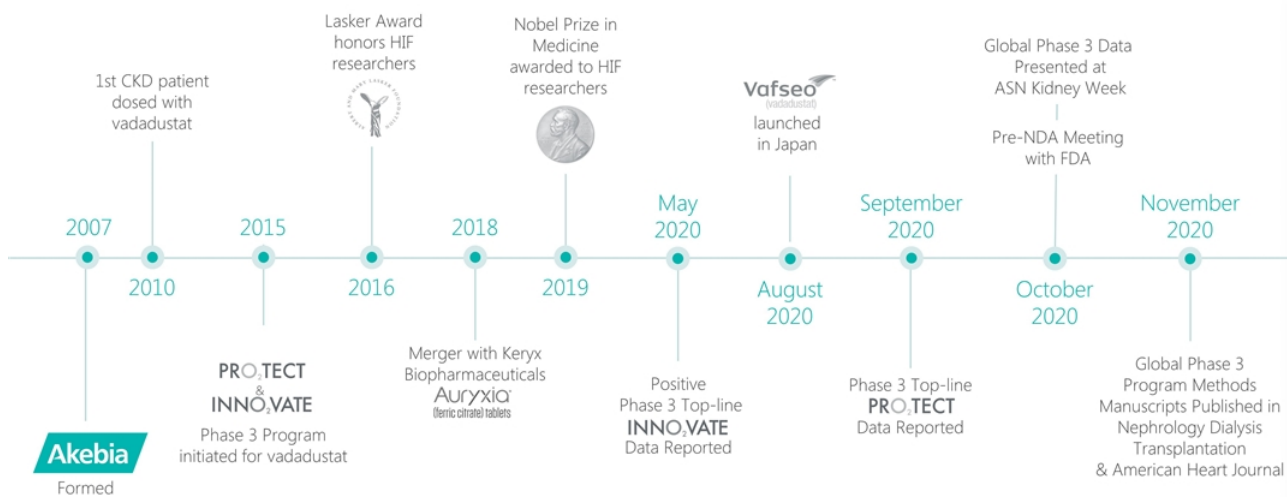 2007
Akebia
Formed
1st CKD patient
dosed with
vadadustat
2010
2015
PRO₂TECT
&
INNO₂VATE
Phase 3 Program
initiated for vadadustat
Lasker Award
honors HIF
researchers
2016
2018
Merger with Keryx
Biopharmaceuticals
Auryxia
(ferric citrate) tablets
Nobel Prize in
Medicine
awarded to HIF
researchers
2019
May
2020
Positive
Phase 3 Top-line
INNO₂VATE
Data Reported
Vafseo™
(vadadustat)
launched
in Japan
August
2020
September
2020
Phase 3 Top-line
PRO₂TECT
Data Reported
Global Phase 3 Data
Presented at
ASN Kidney Week
Pre-NDA Meeting
with FDA
October
2020
November
2020
Global Phase 3
Program Methods
Manuscripts Published in
Nephrology Dialysis
Transplantation
& American Heart Journal